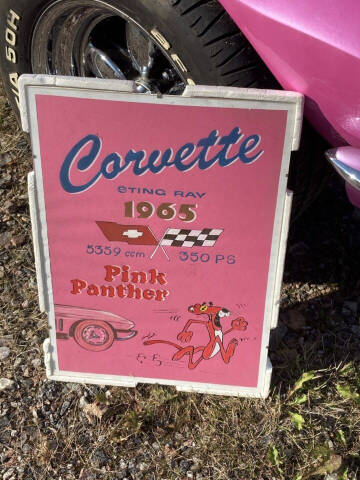 Corvette
STING RAY
1965
5359 ccm 350 PS
Pink
Panther